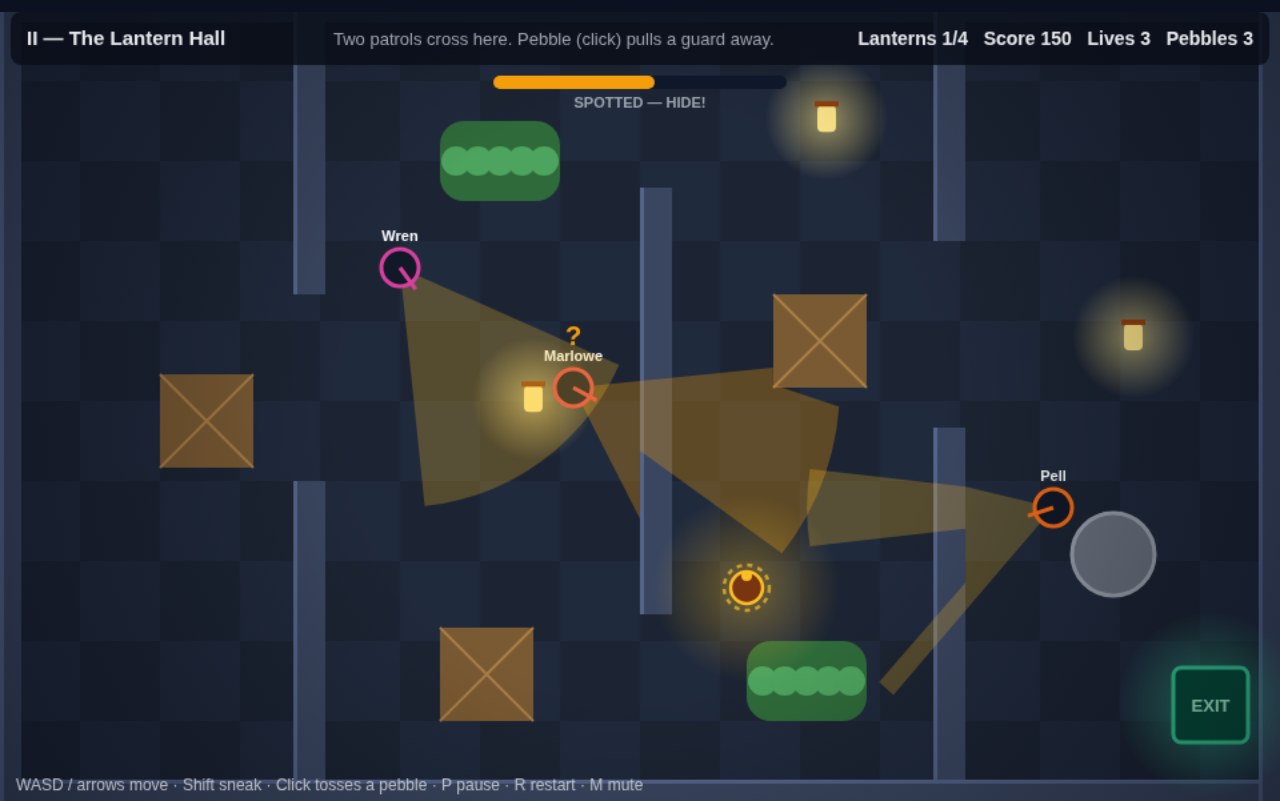 II — The Lantern Hall
Two patrols cross here. Pebble (click) pulls a guard away.
Lanterns 1/4 Score 150 Lives 3 Pebbles 3
SPOTTED — HIDE!
Wren
?
Marlowe
Pell
EXIT
WASD / arrows move · Shift sneak · Click tosses a pebble · P pause · R restart · M mute